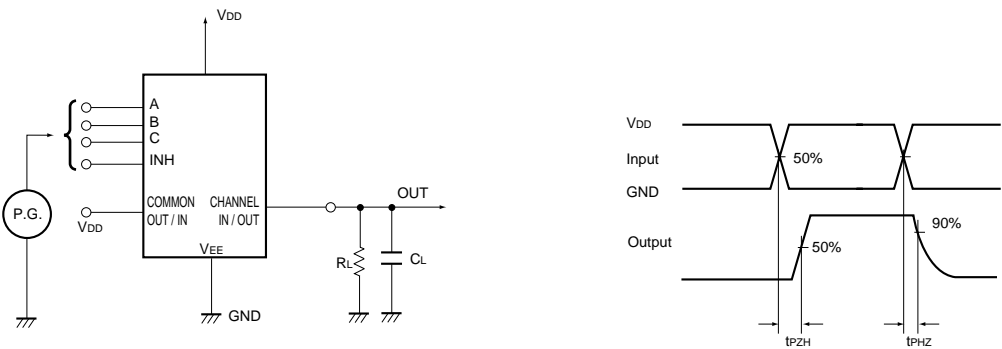 VDD
A
B
C
INH
P.G.
VDD
COMMON
OUT / IN
CHANNEL
IN / OUT
VEE
GND
OUT
RL
CL
VDD
Input
GND
50%
Output
50%
90%
tPZH
tPHZ